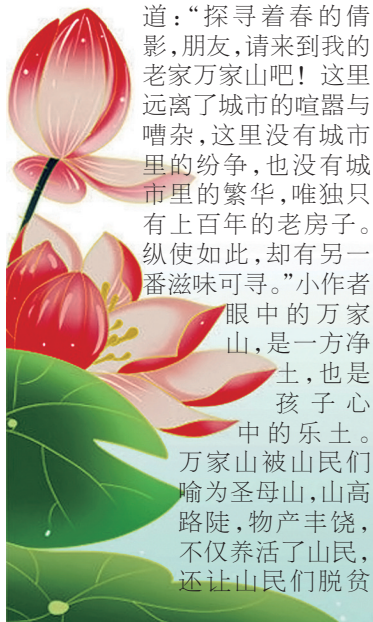 道：“探寻着春的倩
影，朋友，请来到我的
老家万家山吧！这里
远离了城市的喧嚣与
嘈杂，这里没有城市
里的纷争，也没有城
市里的繁华，唯独只
有上百年的老房子。
纵使如此，却有另一
番滋味可寻。”小作者
眼中的万家
山，是一方净
土，也是
孩子心
中的乐土。
万家山被山民们
喻为圣母山，山高
路陡，物产丰饶，
不仅养活了山民，
还让山民们脱贫